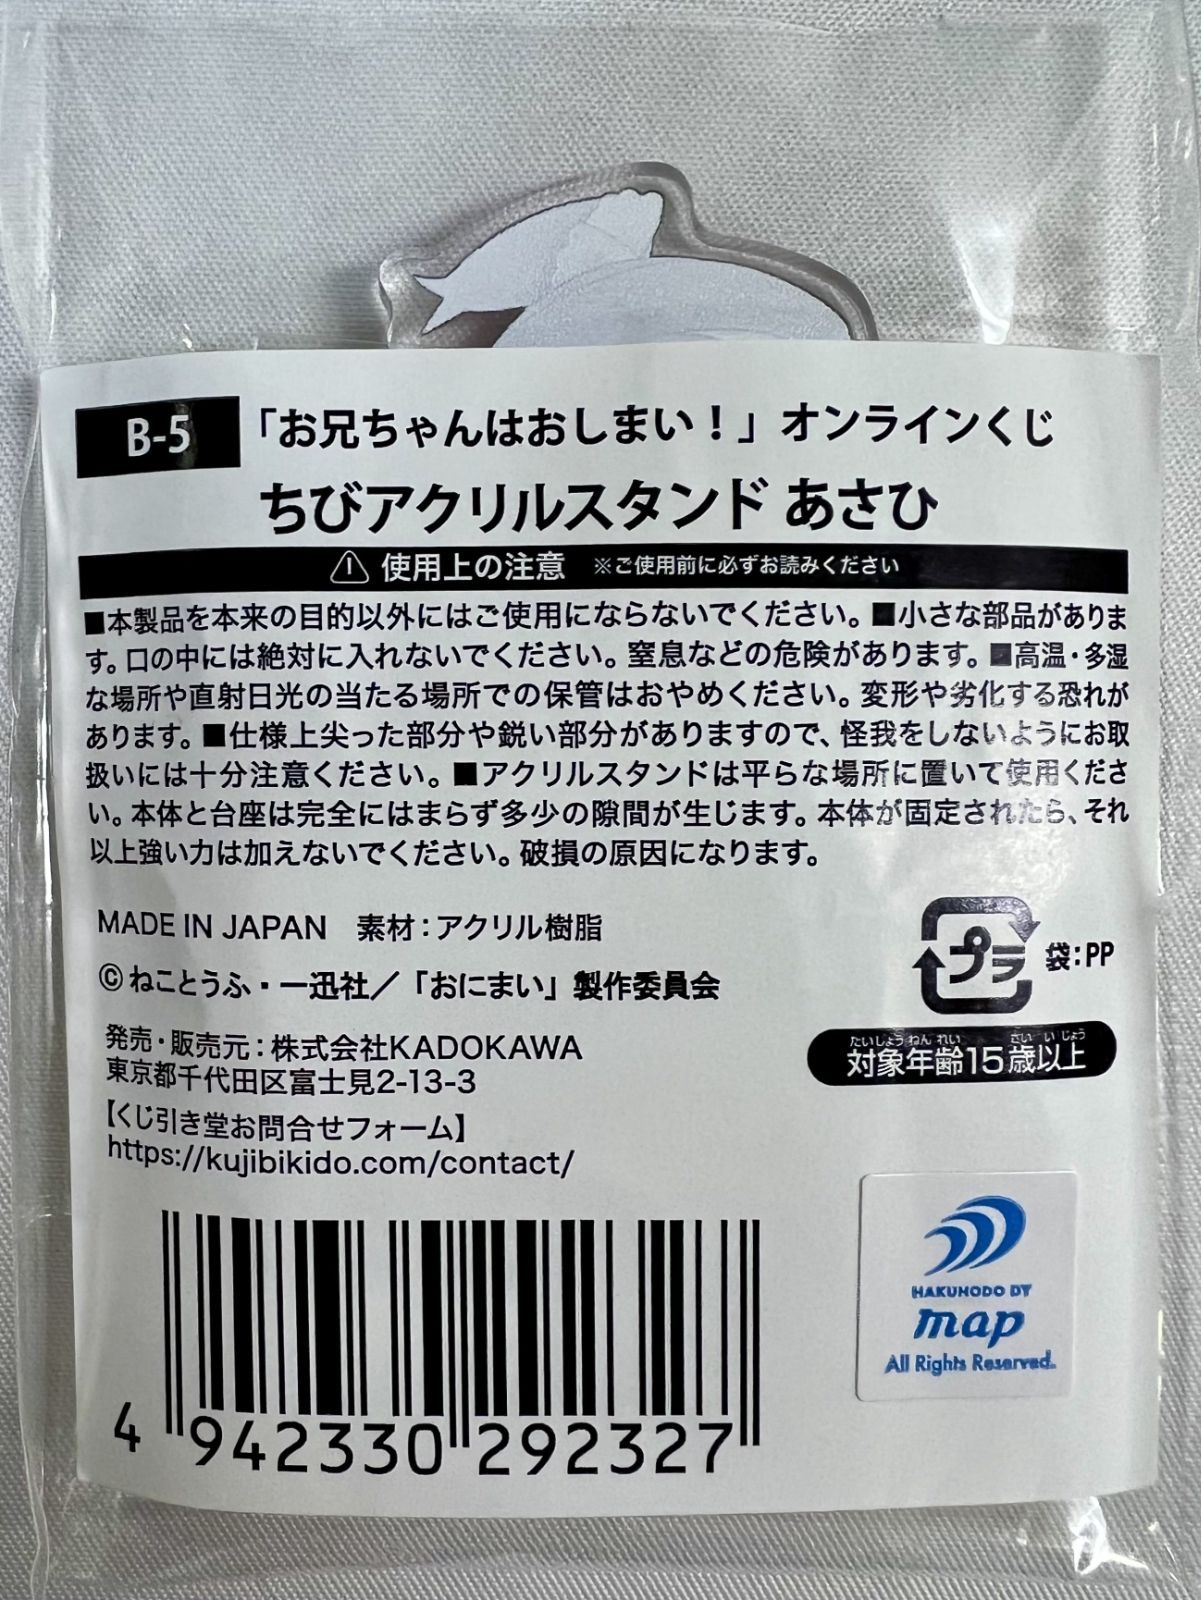 B-5
「お兄ちゃんはおしまい！」オンラインくじ
ちびアクリルスタンド あさひ
使用上の注意 ※ご使用前に必ずお読みください
■本製品を本来の目的以外にはご使用にならないでください。■小さな部品がありま
す。口の中には絶対に入れないでください。窒息などの危険があります。■高温・多湿
な場所や直射日光の当たる場所での保管はおやめください。変形や劣化する恐れが
あります。■仕様上尖った部分や鋭い部分がありますので、怪我をしないようにお取
扱いには十分注意ください。■アクリルスタンドは平らな場所に置いて使用くださ
い。本体と台座は完全にはまらず多少の隙間が生じます。本体が固定されたら、それ
以上強い力は加えないでください。破損の原因になります。
MADE IN JAPAN 素材：アクリル樹脂
©ねことうふ・一迅社／「おにまい」製作委員会
プラ
袋：PP
発売・販売元：株式会社KADOKAWA
東京都千代田区富士見2-13-3
たいしょうねんれい さいいじょう
対象年齢15歳以上
【くじ引き堂お問合せフォーム】
https://kujibikido.com/contact/
HAKUHODO DY
map
All Rights Reserved.
4 942330 292327